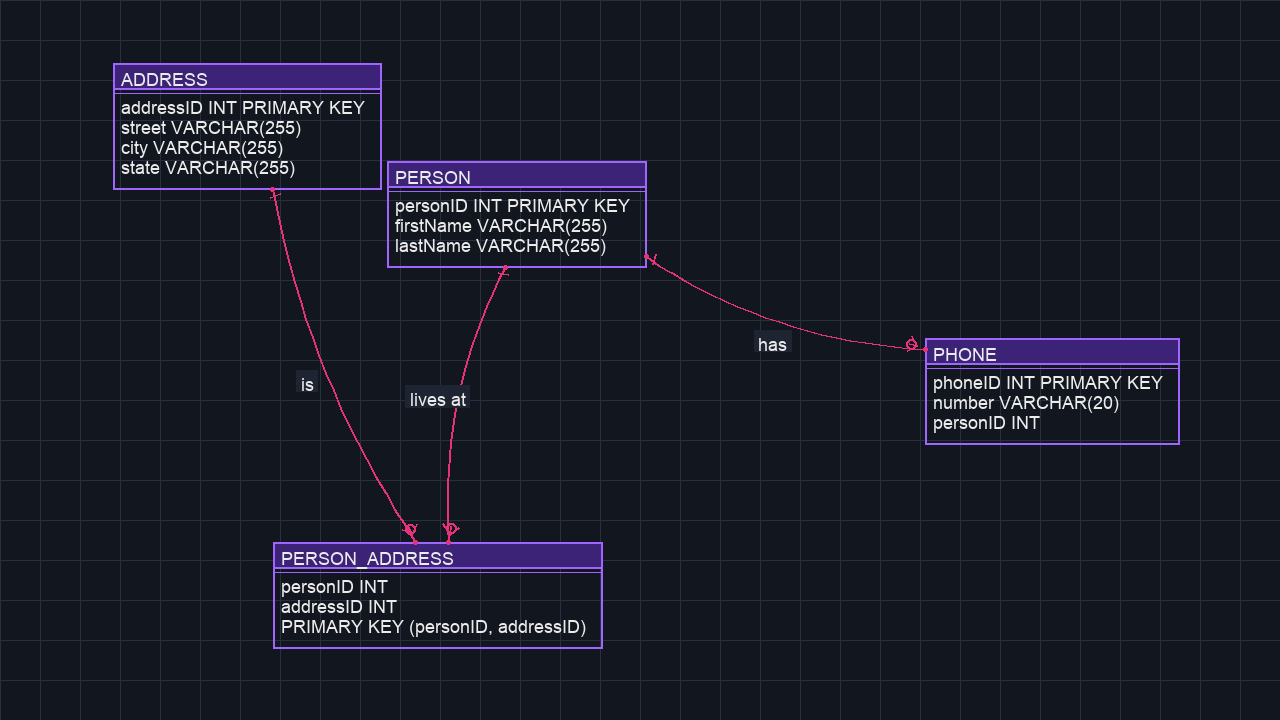 ADDRESS
addressID INT PRIMARY KEY
street VARCHAR(255)
city VARCHAR(255)
state VARCHAR(255)
PERSON
personID INT PRIMARY KEY
firstName VARCHAR(255)
lastName VARCHAR(255)
has
PHONE
phoneID INT PRIMARY KEY
number VARCHAR(20)
personID INT
is
lives at
PERSON_ADDRESS
personID INT
addressID INT
PRIMARY KEY (personID, addressID)